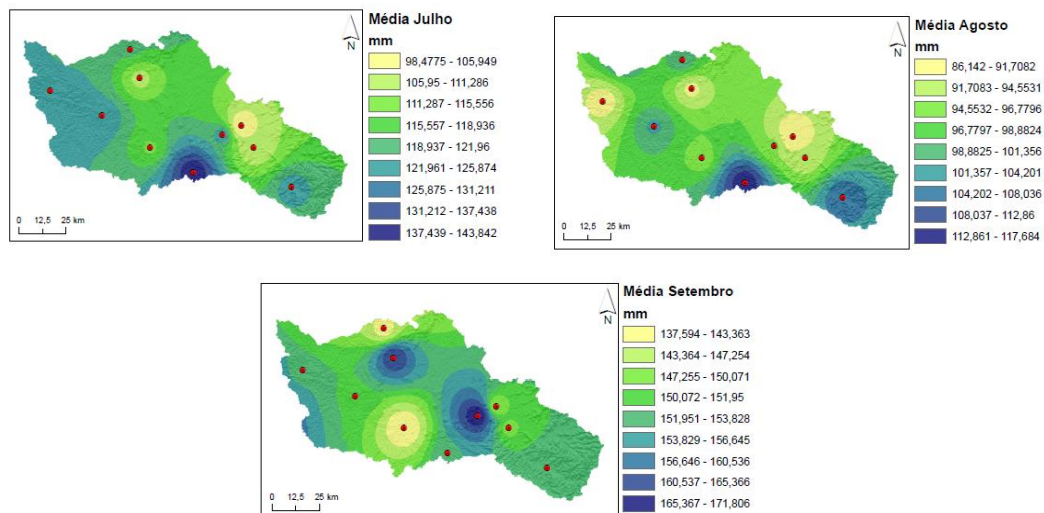 Média Julho
mm
98,4775 - 105,949
105,95 - 111,286
111,287 - 115,556
115,557 - 118,936
118,937 - 121,96
121,961 - 125,874
125,875 - 131,211
131,212 - 137,438
137,439 - 143,842
N
0 12,5 25 km
Média Agosto
mm
86,142 - 91,7082
91,7083 - 94,5531
94,5532 - 96,7796
96,7797 - 98,8824
98,8825 - 101,356
101,357 - 104,201
104,202 - 108,036
108,037 - 112,86
112,861 - 117,684
N
0 12,5 25 km
Média Setembro
mm
137,594 - 143,363
143,364 - 147,254
147,255 - 150,071
150,072 - 151,95
151,951 - 153,828
153,829 - 156,645
156,646 - 160,536
160,537 - 165,366
165,367 - 171,806
N
0 12,5 25 km